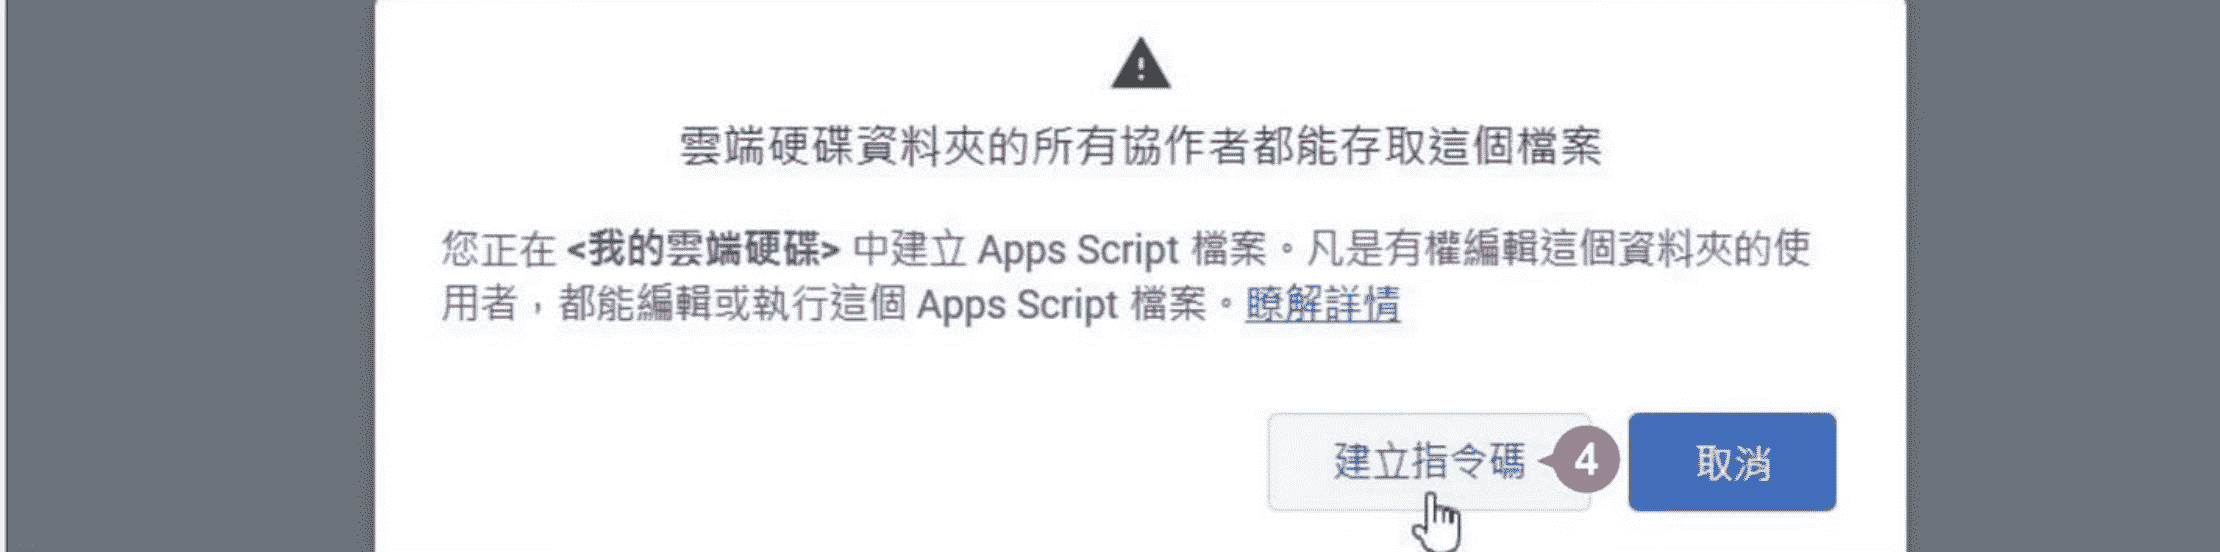 雲端硬碟資料夾的所有協作者都能存取這個檔案
您正在 <我的雲端硬碟> 中建立 Apps Script 檔案。凡是有權編輯這個資料夾的使
用者，都能編輯或執行這個 Apps Script 檔案。瞭解詳情
建立指令碼 4 取消